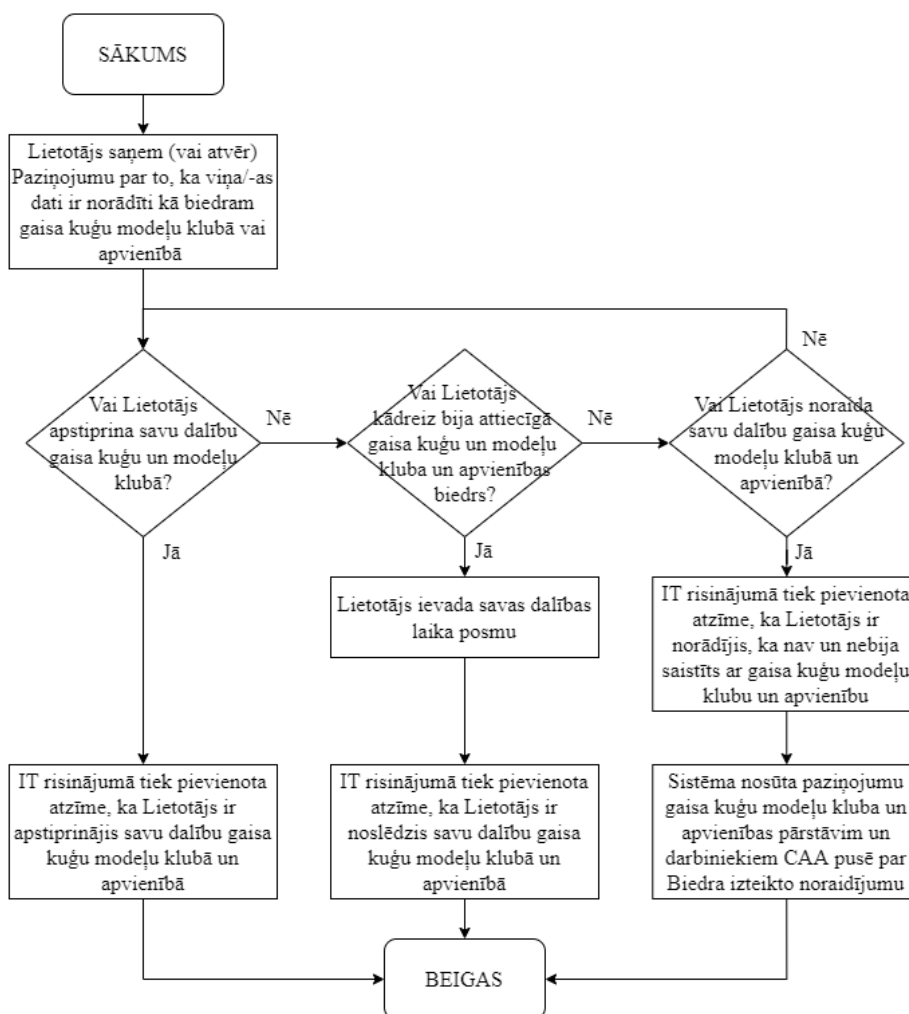 SĀKUMS
Lietotājs saņem (vai atvēr)
Paziņojumu par to, ka viņa/-as
dati ir norādīti kā biedram
gaisa kuģu modeļu klubā vai
apvienībā
Nē
Vai Lietotājs
apstiprina savu dalību
gaisa kuģu un modeļu
klubā?
Nē
Vai Lietotājs
kādreiz bija attiecīgā
gaisa kuģu un modeļu
kluba un apvienības
biedrs?
Nē
Vai Lietotājs noraida
savu dalību gaisa kuģu
modeļu klubā un
apvienībā?
Jā
Jā
Jā
Lietotājs ievada savas dalības
laika posmu
IT risinājumā tiek pievienota
atzīme, ka Lietotājs ir
norādījis, ka nav un nebija
saistīts ar gaisa kuģu modeļu
klubu un apvienību
IT risinājumā tiek pievienota
atzīme, ka Lietotājs ir
apstiprinājis savu dalību gaisa
kuģu modeļu klubā un
apvienībā
IT risinājumā tiek pievienota
atzīme, ka Lietotājs ir
noslēdzis savu dalību gaisa
kuģu modeļu klubā un
apvienībā
Sistēma nosūta paziņojumu
gaisa kuģu modeļu kluba un
apvienības pārstāvim un
darbiniekiem CAA pusē par
Biedra izteikto noraidījumu
BEIGAS